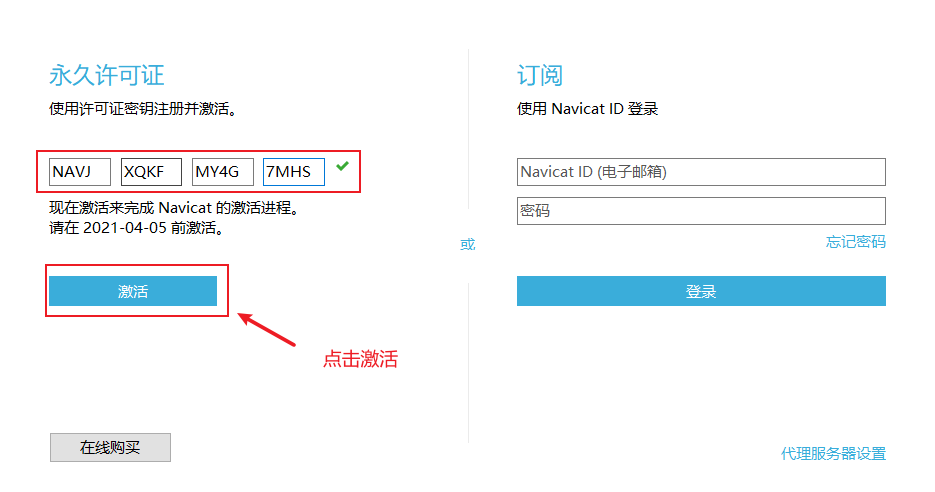 永久许可证
使用许可证密钥注册并激活。
NAVJ XQKF MY4G 7MHS
现在激活来完成 Navicat 的激活进程。
请在 2021-04-05 前激活。
激活
点击激活
在线购买
或
订阅
使用 Navicat ID 登录
Navicat ID (电子邮箱)
密码
忘记密码
登录
代理服务器设置